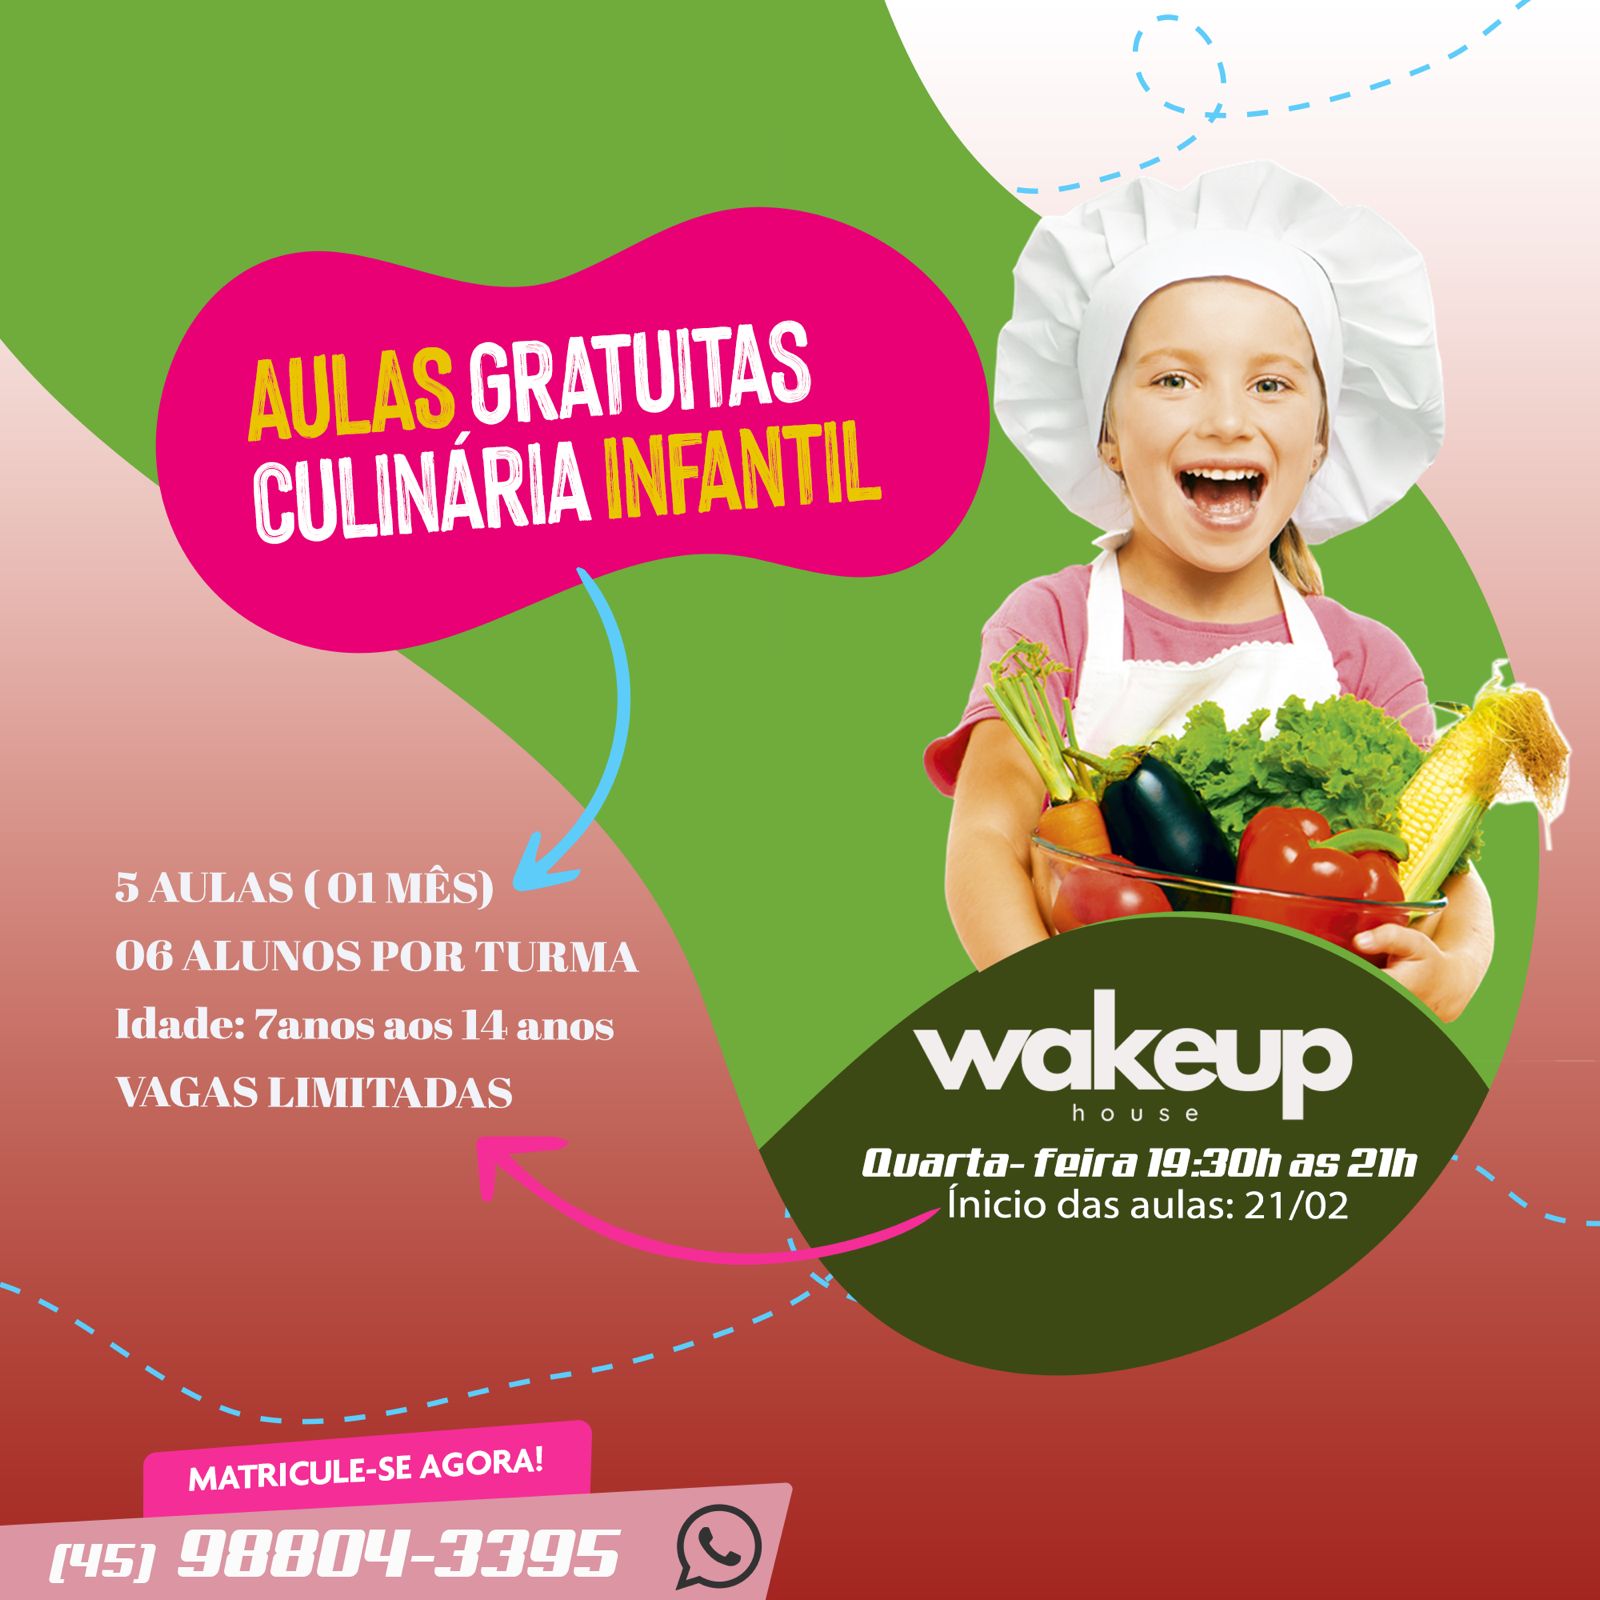 AULAS GRATUITAS
CULINÁRIA INFANTIL
5 AULAS ( 01 MÊS)
06 ALUNOS POR TURMA
Idade: 7anos aos 14 anos
VAGAS LIMITADAS
wakeup
house
Quarta- feira 19:30h as 21h
Ínicio das aulas: 21/02
MATRICULE-SE AGORA!
(45) 98804-3395